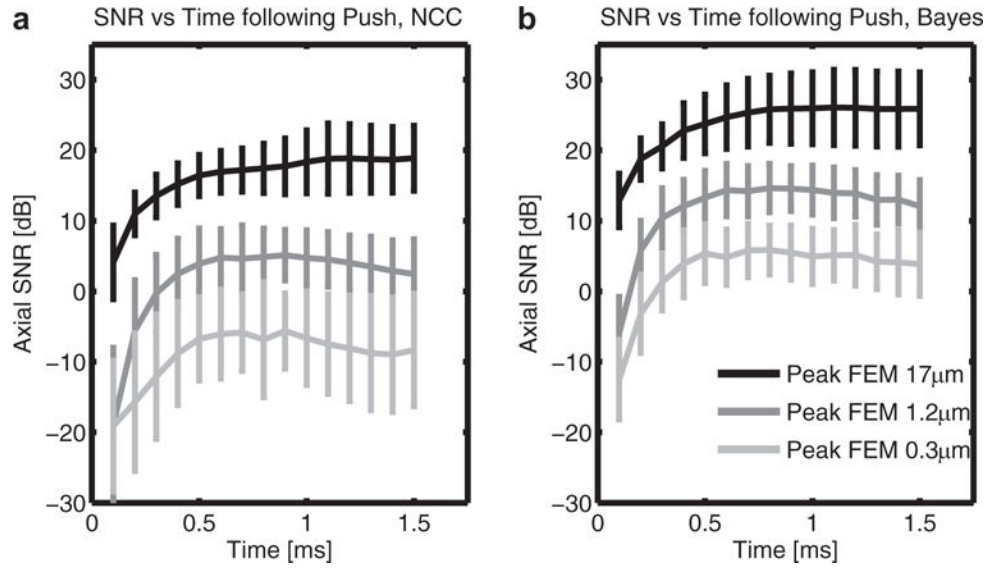 a
SNR vs Time following Push, NCC
Axial SNR [dB]
30
20
10
0
−10
−20
−30
0
0.5
1
1.5
Time [ms]
b
SNR vs Time following Push, Bayes
Axial SNR [dB]
30
20
10
0
−10
−20
−30
Peak FEM 17μm
Peak FEM 1.2μm
Peak FEM 0.3μm
0
0.5
1
1.5
Time [ms]